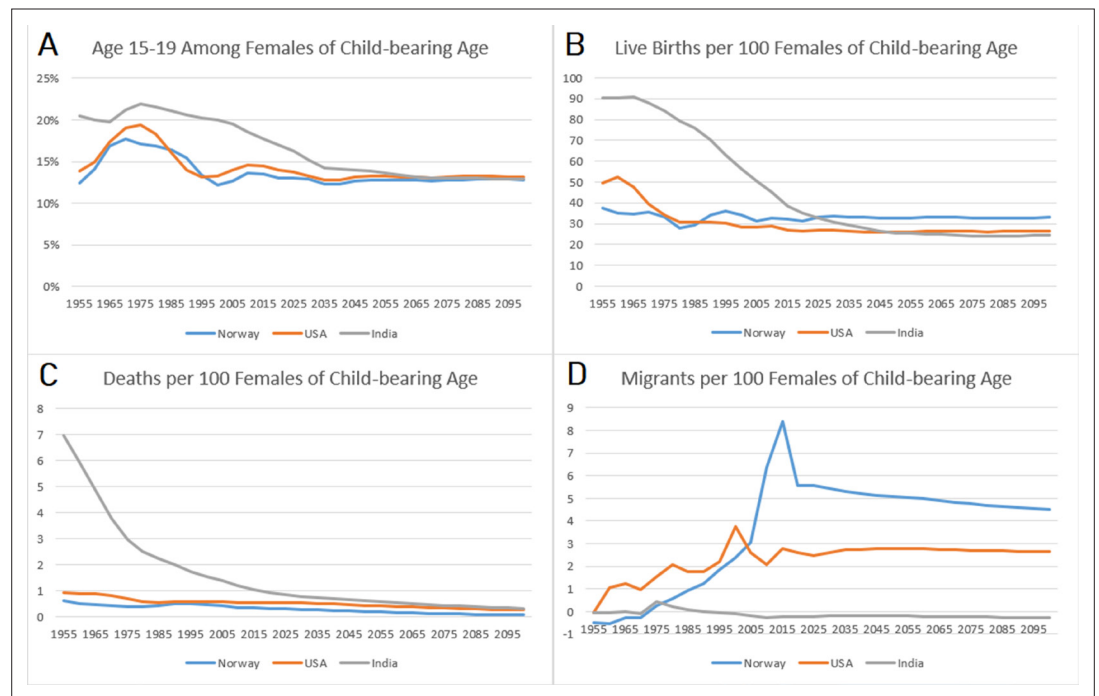 A
Age 15-19 Among Females of Child-bearing Age
25%
20%
15%
10%
5%
0%
1955 1965 1975 1985 1995 2005 2015 2025 2035 2045 2055 2065 2075 2085 2095
Norway USA India
B
Live Births per 100 Females of Child-bearing Age
100
90
80
70
60
50
40
30
20
10
0
1955 1965 1975 1985 1995 2005 2015 2025 2035 2045 2055 2065 2075 2085 2095
Norway USA India
C
Deaths per 100 Females of Child-bearing Age
8
7
6
5
4
3
2
1
0
1955 1965 1975 1985 1995 2005 2015 2025 2035 2045 2055 2065 2075 2085 2095
Norway USA India
D
Migrants per 100 Females of Child-bearing Age
9
8
7
6
5
4
3
2
1
0
-1
1955 1965 1975 1985 1995 2005 2015 2025 2035 2045 2055 2065 2075 2085 2095
Norway USA India